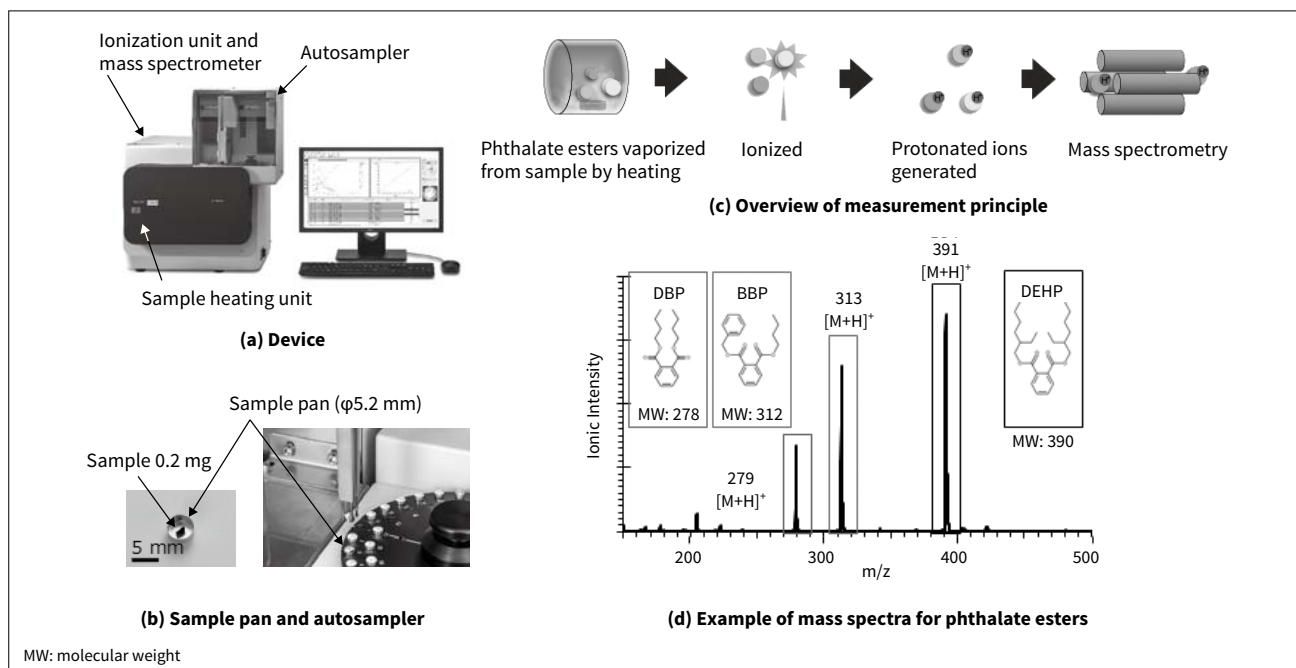 Ionization unit and
mass spectrometer
Autosampler
Sample heating unit
(a) Device
Sample pan (φ5.2 mm)
Sample 0.2 mg
5 mm
(b) Sample pan and autosampler
Phthalate esters vaporized
from sample by heating
Ionized
H+
H+
H+
Protonated ions
generated
H+
H+
Mass spectrometry
(c) Overview of measurement principle
Ionic Intensity
DBP
MW: 278
BBP
MW: 312
279
[M+H]+
313
[M+H]+
391
[M+H]+
DEHP
MW: 390
200
300
400
500
m/z
(d) Example of mass spectra for phthalate esters
MW: molecular weight